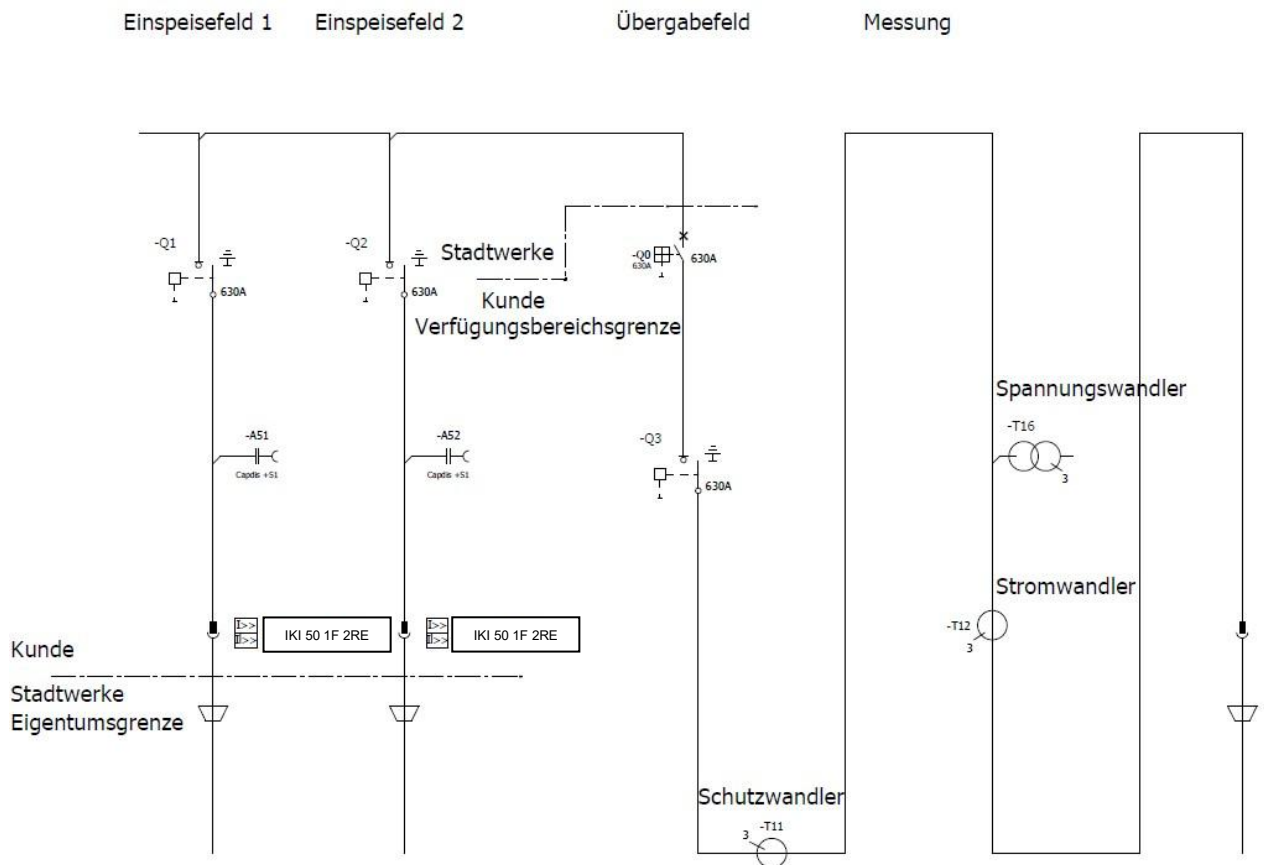 Einspeisefeld 1
Einspeisefeld 2
Übergabefeld
Messung
-Q1
630A
-Q2
630A
Stadtwerke
Kunde
Verfügungsbereichsgrenze
-Q0
630A
630A
Spannungswandler
-T16
3
-A51
Capdis +S1
-A52
Capdis +S1
-Q3
630A
Stromwandler
-T12
3
I>>
I>>
IKI 50 1F 2RE
I>>
I>>
IKI 50 1F 2RE
Kunde
Stadtwerke
Eigentumsgrenze
Schutzwandler
3
-T11